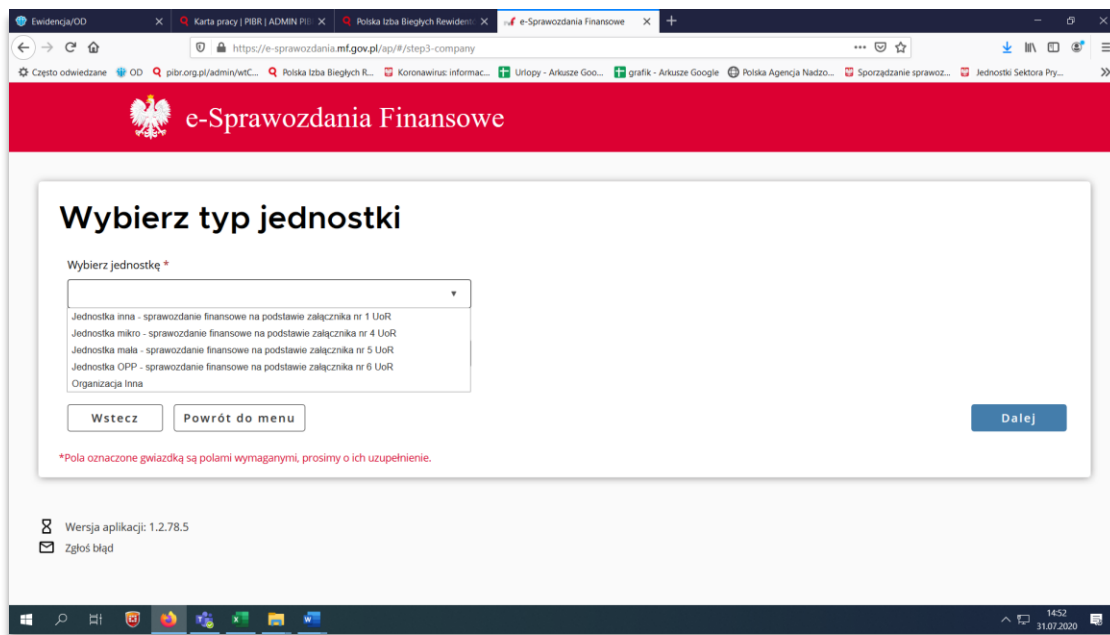 Ewidencja/OD
Karta pracy | PIBR | ADMIN PIB
Polska Izba Biegłych Rewidentó
e-Sprawozdania Finansowe
https://e-sprawozdania.mf.gov.pl/ap/#/step3-company
Często odwiedzane
OD
pibr.org.pl/admin/wtC...
Polska Izba Biegłych R...
Koronawirus: informac...
Urlopy - Arkusze Goo...
grafik - Arkusze Google
Polska Agencja Nadzo...
Sporządzanie sprawoz...
Jednostki Sektora Pry...
e-Sprawozdania Finansowe
Wybierz typ jednostki
Wybierz jednostkę *
Jednostka inna - sprawozdanie finansowe na podstawie załącznika nr 1 UoR
Jednostka mikro - sprawozdanie finansowe na podstawie załącznika nr 4 UoR
Jednostka mała - sprawozdanie finansowe na podstawie załącznika nr 5 UoR
Jednostka OPP - sprawozdanie finansowe na podstawie załącznika nr 6 UoR
Organizacja Inna
Wstecz
Powrót do menu
Dalej
*Pola oznaczone gwiazdką są polami wymaganymi, prosimy o ich uzupełnienie.
Wersja aplikacji: 1.2.78.5
Zgłoś błąd
14:52
31.07.2020